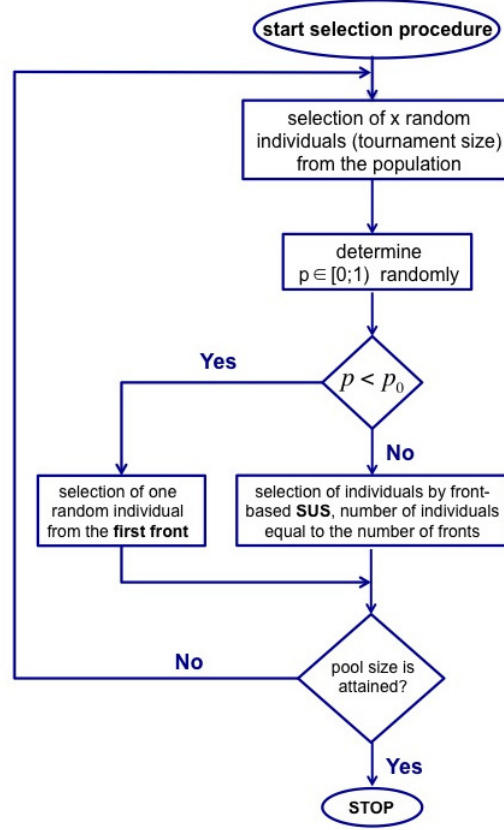 start selection procedure
selection of x random
individuals (tournament size)
from the population
determine
p∈[0;1) randomly
p < p₀
Yes
No
selection of one
random individual
from the first front
selection of individuals by front-
based SUS, number of individuals
equal to the number of fronts
No
pool size is
attained?
Yes
STOP